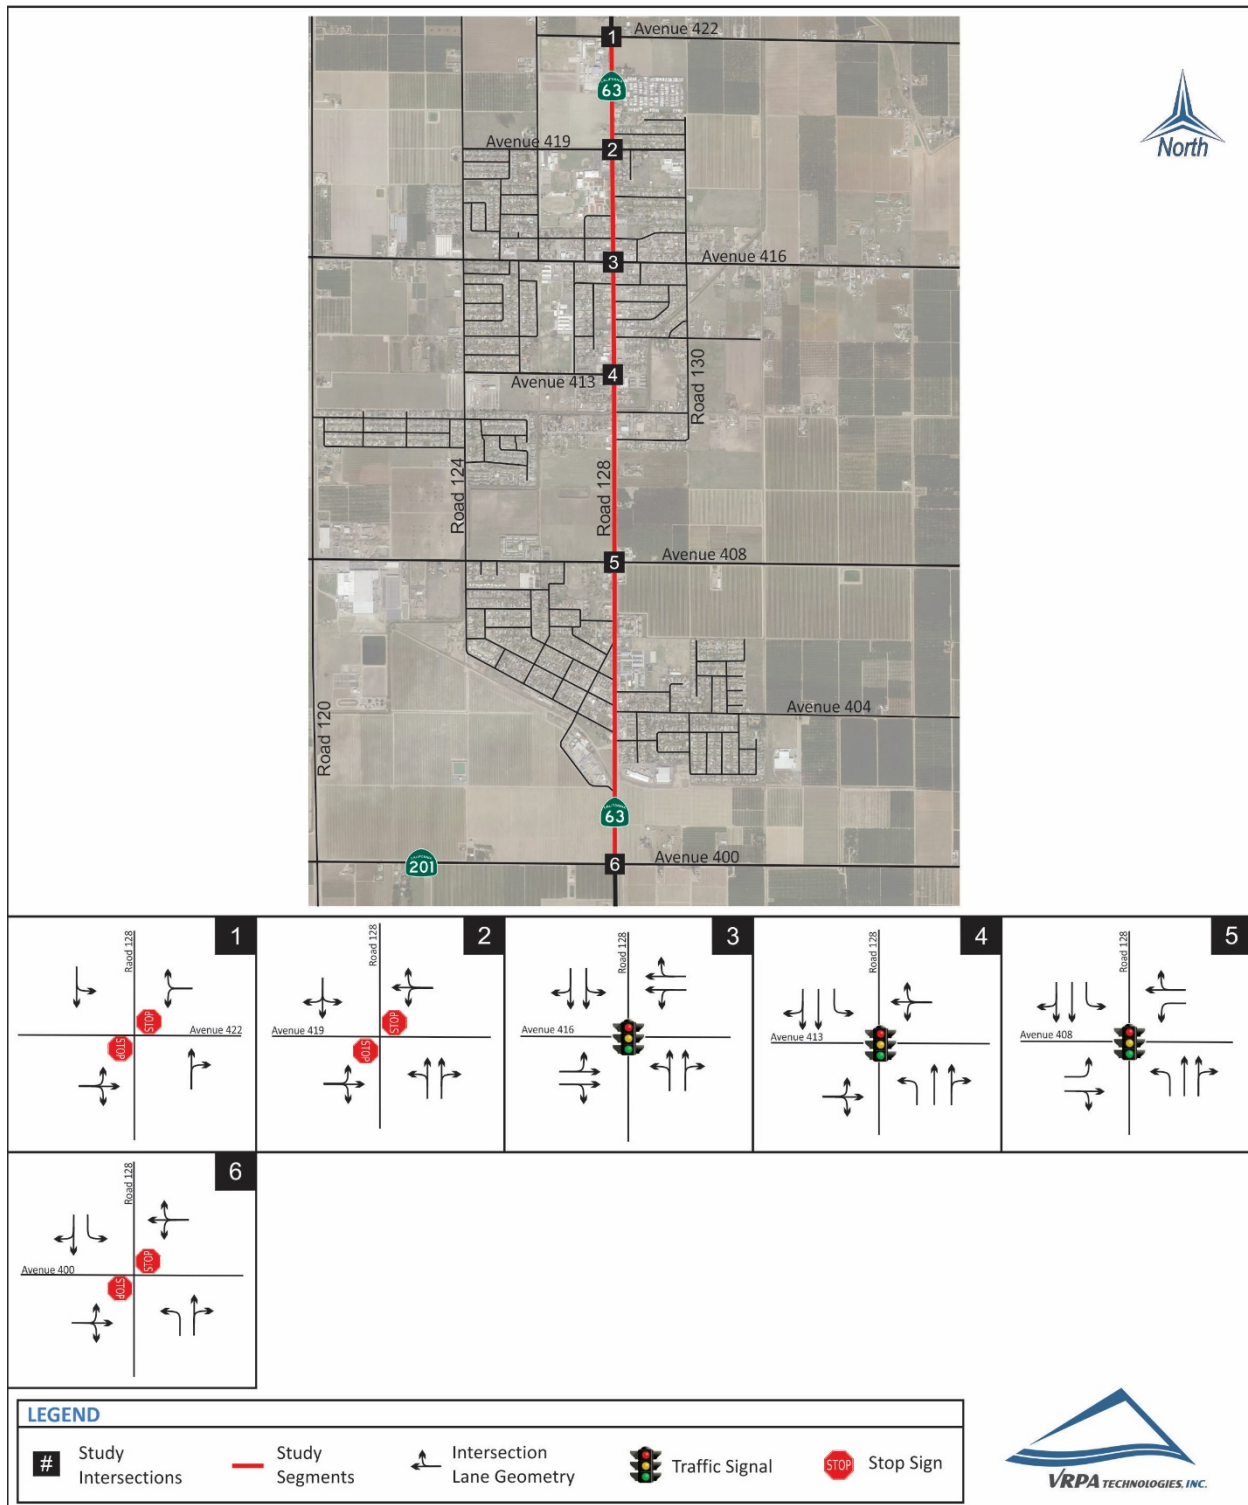 1
Avenue 422
CALIFORNIA
63
North
Avenue 419
2
3
Avenue 416
Avenue 413
4
Road 130
Road 124
Road 128
5
Avenue 408
Road 120
Avenue 404
CALIFORNIA
63
CALIFORNIA
201
6
Avenue 400
1
Raod 128
STOP
Avenue 422
STOP
2
Road 128
STOP
Avenue 419
STOP
3
Road 128
Avenue 416
4
Road 128
Avenue 413
5
Road 128
Avenue 408
6
Road 128
STOP
Avenue 400
STOP
LEGEND
# Study
Intersections
Study
Segments
Intersection
Lane Geometry
Traffic Signal
STOP Stop Sign
VRPA TECHNOLOGIES, INC.